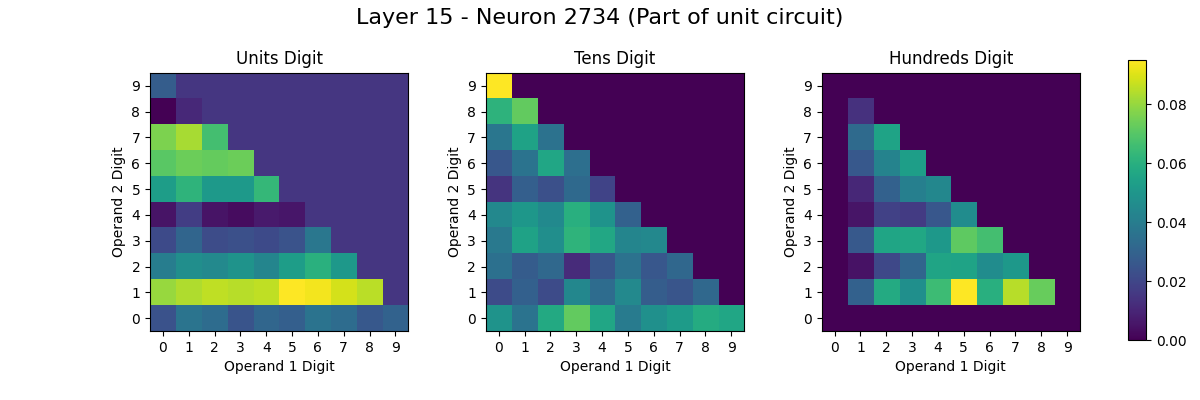 Layer 15 - Neuron 2734 (Part of unit circuit)
Units Digit
Tens Digit
Hundreds Digit
Operand 2 Digit
9
8
7
6
5
4
3
2
1
0
0 1 2 3 4 5 6 7 8 9
Operand 1 Digit
Operand 2 Digit
9
8
7
6
5
4
3
2
1
0
0 1 2 3 4 5 6 7 8 9
Operand 1 Digit
Operand 2 Digit
9
8
7
6
5
4
3
2
1
0
0 1 2 3 4 5 6 7 8 9
Operand 1 Digit
0.08
0.06
0.04
0.02
0.00